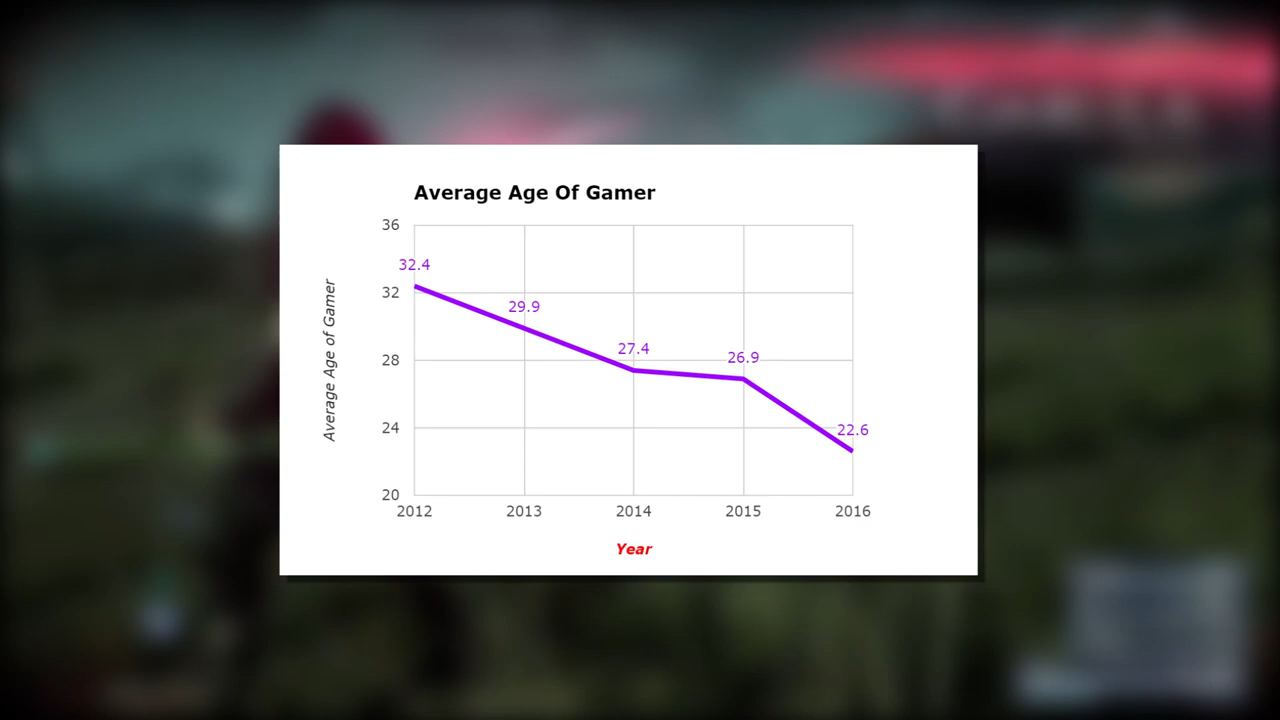 Average Age Of Gamer
36
32
28
24
20
Average Age of Gamer
32.4
29.9
27.4
26.9
22.6
2012 2013 2014 2015 2016
Year